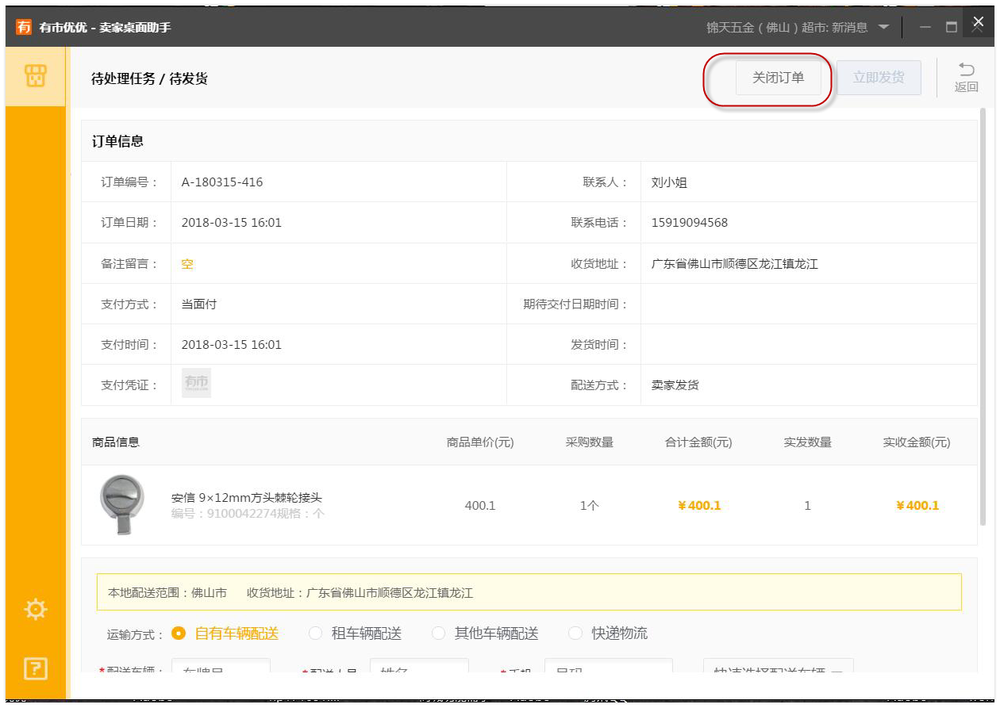 有 有市优优 - 卖家桌面助手
锦天五金 ( 佛山 ) 超市: 新消息
待处理任务 / 待发货
关闭订单
立即发货
返回
订单信息
订单编号： A-180315-416 联系人： 刘小姐
订单日期： 2018-03-15 16:01 联系电话： 15919094568
备注留言： 空 收货地址： 广东省佛山市顺德区龙江镇龙江
支付方式： 当面付 期待交付日期时间：
支付时间： 2018-03-15 16:01 发货时间：
支付凭证： 有市 配送方式： 卖家发货
商品信息 商品单价(元) 采购数量 合计金额(元) 实发数量 实收金额(元)
安信 9×12mm方头棘轮接头 400.1 1个 ¥400.1 1 ¥400.1
编号：9100042274规格：个
本地配送范围：佛山市 收货地址：广东省佛山市顺德区龙江镇龙江
运输方式： 自有车辆配送 租车辆配送 其他车辆配送 快递物流
*配送车辆： 车牌号 *配送人员 姓名 *手机 号码 快速选择配送车辆